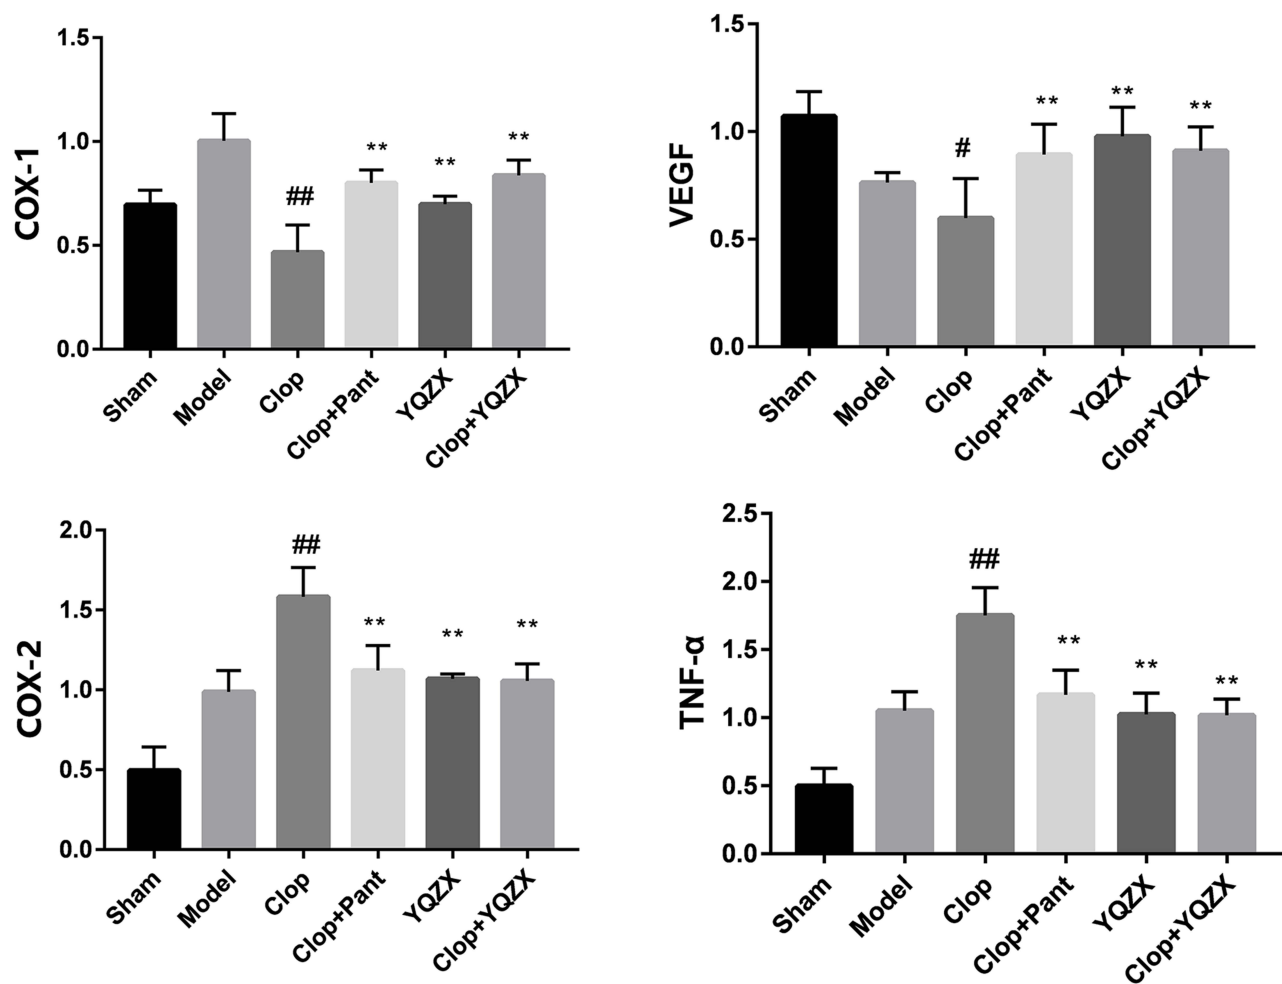 COX-1
1.5
1.0
0.5
0.0
##
**
**
**
Sham
Model
Clop
Clop+Pant
YQZX
Clop+YQZX
VEGF
1.5
1.0
0.5
0.0
#
**
**
**
Sham
Model
Clop
Clop+Pant
YQZX
Clop+YQZX
COX-2
2.0
1.5
1.0
0.5
0.0
##
**
**
**
Sham
Model
Clop
Clop+Pant
YQZX
Clop+YQZX
TNF-α
2.5
2.0
1.5
1.0
0.5
0.0
##
**
**
**
Sham
Model
Clop
Clop+Pant
YQZX
Clop+YQZX